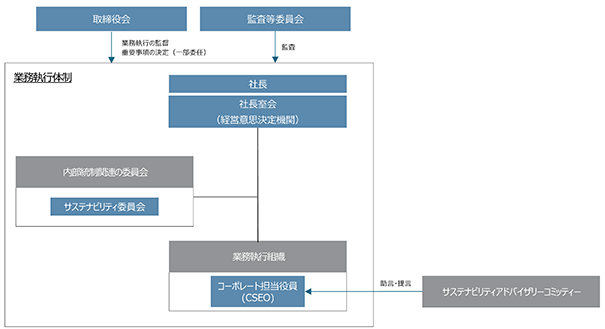 取締役会
監査等委員会
業務執行の監督
重要事項の決定（一部委任）
監査
業務執行体制
社長
社長室会
（経営意思決定機関）
内部統制関連の委員会
サステナビリティ委員会
業務執行組織
コーポレート担当役員
(CSEO)
助言・提言
サステナビリティアドバイザリーコミッティー